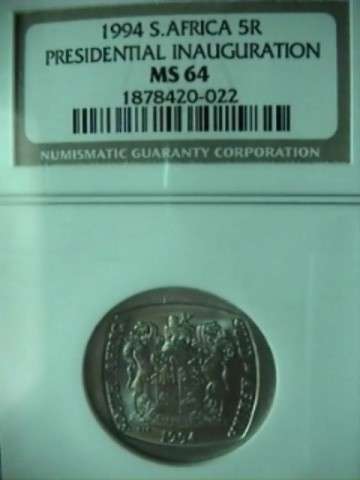 1994 S.AFRICA 5R
PRESIDENTIAL INAUGURATION
MS 64
1878420-022
NUMISMATIC GUARANTY CORPORATION
1994